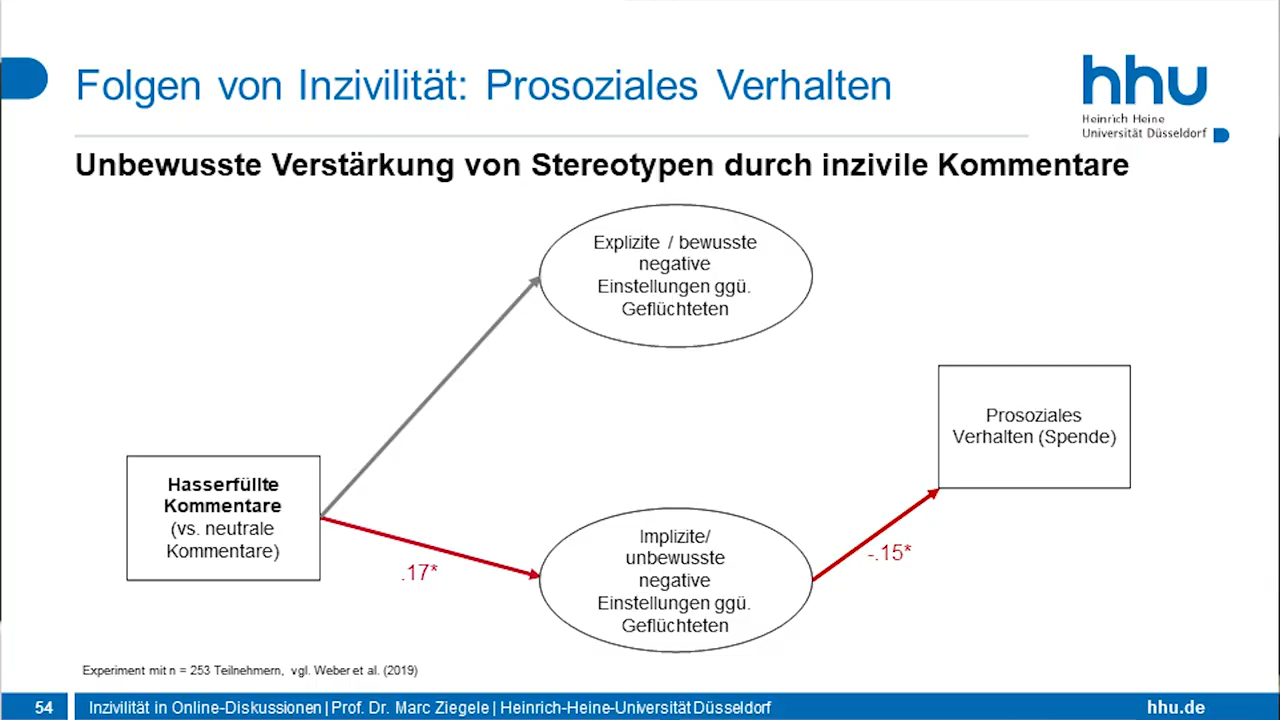 Folgen von Inzivilität: Prosoziales Verhalten
hhu
Heinrich Heine
Universität Düsseldorf
Unbewusste Verstärkung von Stereotypen durch inzivile Kommentare
Explizite / bewusste
negative
Einstellungen ggü.
Geflüchteten
Prosoziales
Verhalten (Spende)
Hasserfüllte
Kommentare
(vs. neutrale
Kommentare)
.17*
Implizite/
unbewusste
negative
Einstellungen ggü.
Geflüchteten
-.15*
Experiment mit n = 253 Teilnehmern, vgl. Weber et al. (2019)
54 Inzivilität in Online-Diskussionen | Prof. Dr. Marc Ziegele | Heinrich-Heine-Universität Düsseldorf hhu.de